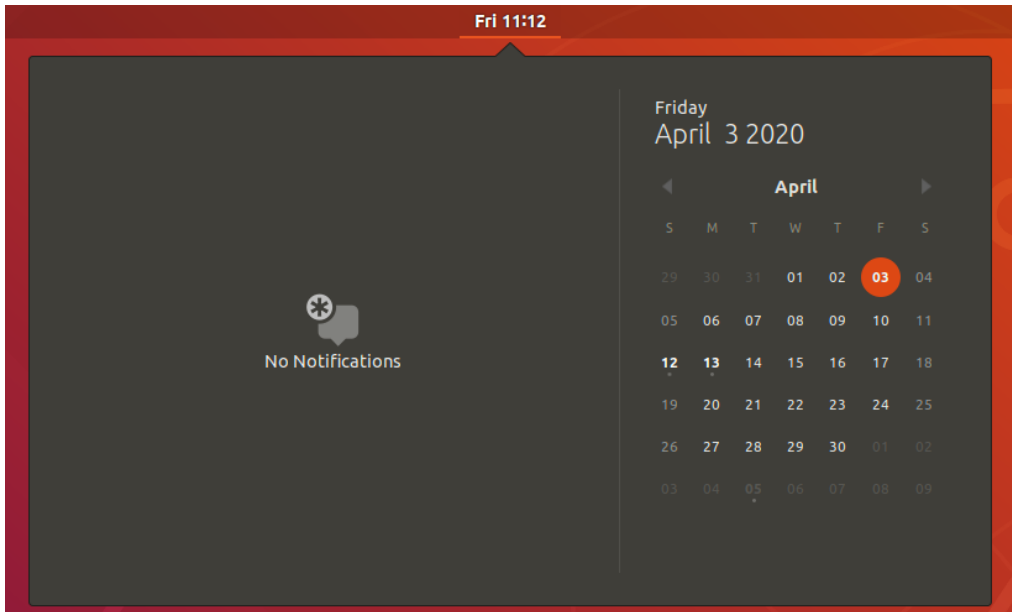 Fri 11:12
Friday
April 3 2020
April
S M T W T F S
29 30 31 01 02 03 04
05 06 07 08 09 10 11
12 13 14 15 16 17 18
19 20 21 22 23 24 25
26 27 28 29 30 01 02
03 04 05 06 07 08 09
No Notifications